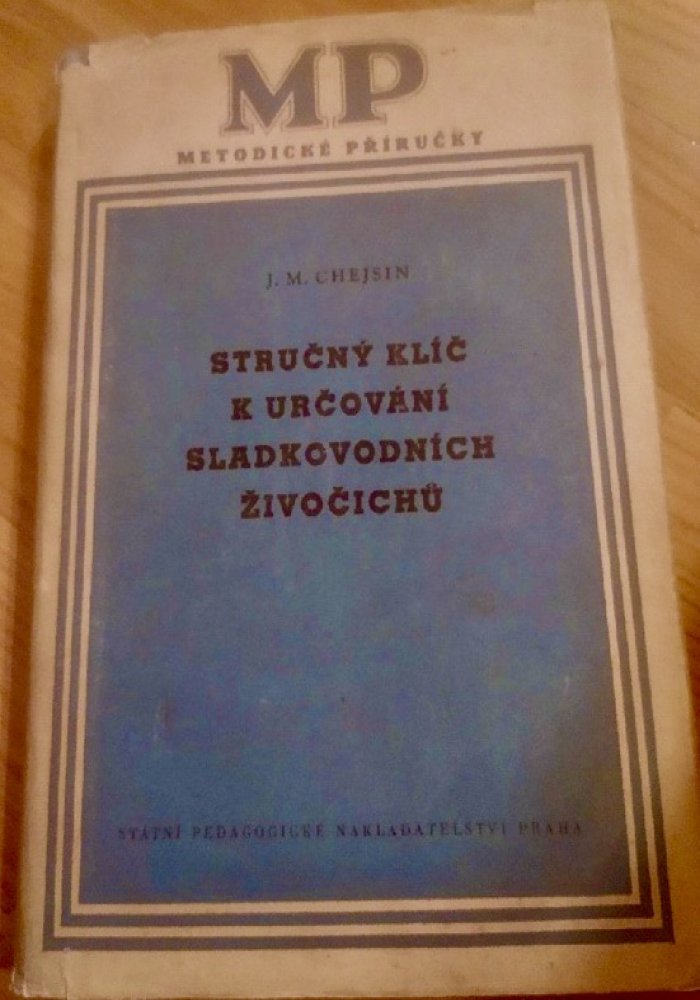 MP
METODICKÉ PŘÍRUČKY
J. M. CHEJSIN
STRUČNÝ KLÍČ
K URČOVÁNÍ
SLADKOVODNÍCH
ŽIVOČICHŮ
STÁTNÍ PEDAGOGICKÉ NAKLADATELSTVÍ PRAHA